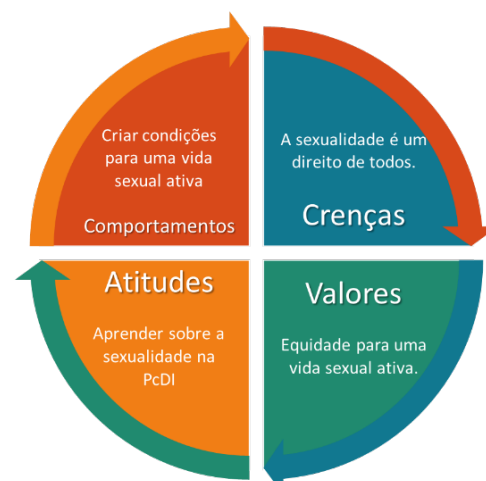 Criar condições
para uma vida
sexual ativa
Comportamentos
A sexualidade é um
direito de todos.
Crenças
Atitudes
Aprender sobre a
sexualidade na
PcDI
Valores
Equidade para uma
vida sexual ativa.